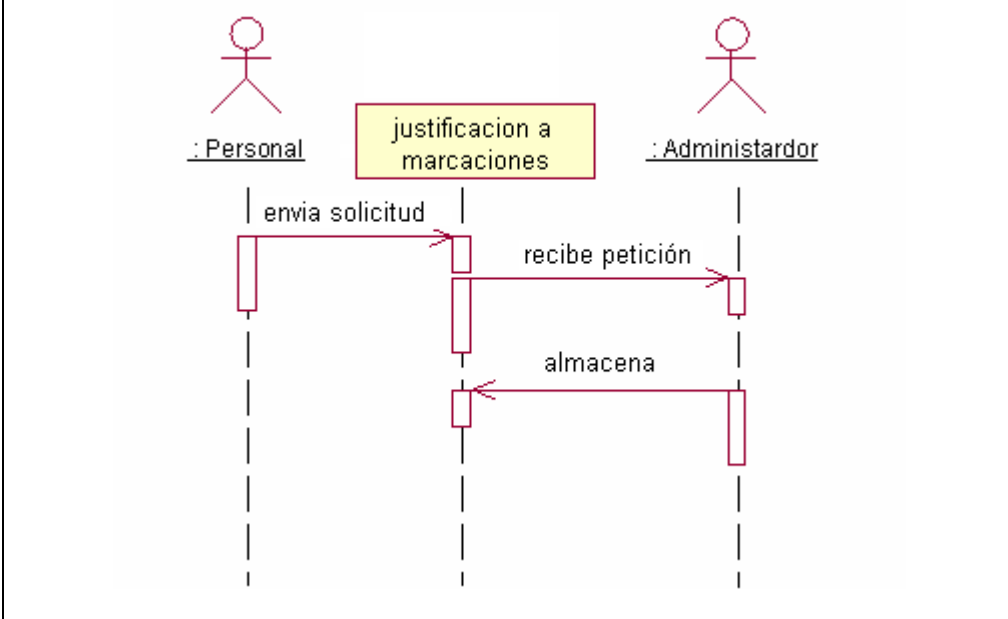 justificacion a
marcaciones
: Personal
: Administardor
envia solicitud
recibe petición
almacena